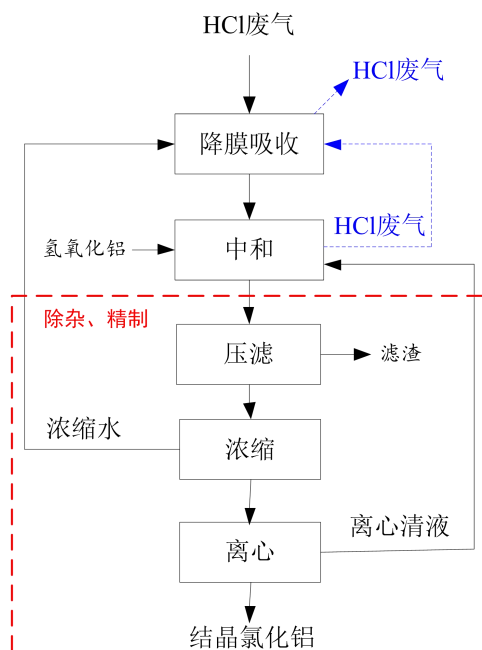 HCl废气
HCl废气
降膜吸收
HCl废气
氢氧化铝
中和
除杂、精制
压滤
滤渣
浓缩水
浓缩
离心清液
离心
结晶氯化铝